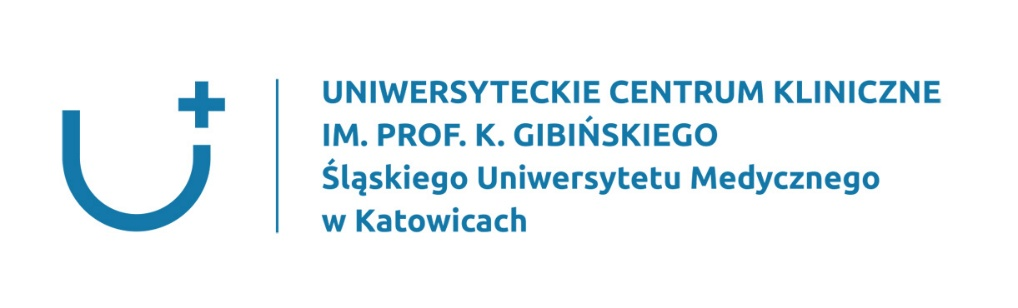 UNIWERSYTECKIE CENTRUM KLINICZNE
IM. PROF. K. GIBIŃSKIEGO
Śląskiego Uniwersytetu Medycznego
w Katowicach